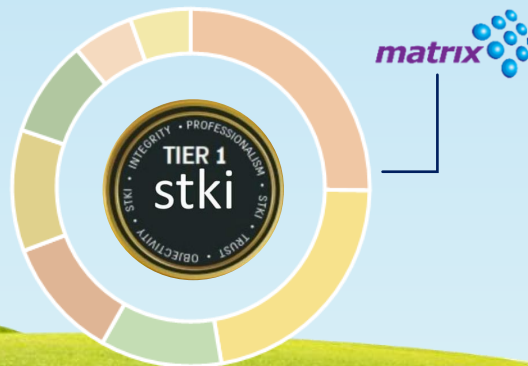 matrix
STKI • INTEGRITY • PROFESSIONALISM • STKI • TRUST • OBJECTIVITY •
TIER 1
stki